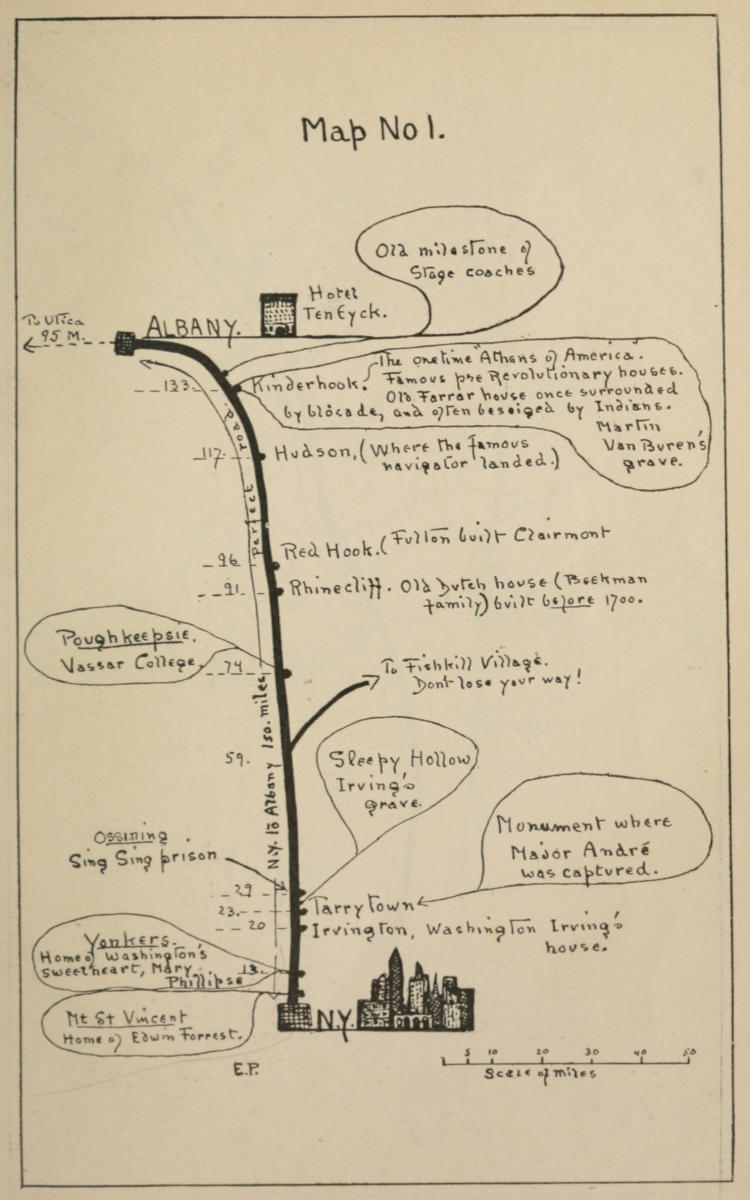 Map No 1.
Old milestone of
Stage coaches
Hotel
TenEyck.
To Utica
95 M.
ALBANY.
133.
Kinderhook.
The onetime "Athens of America".
Famous pre Revolutionary houses.
Old Farrar house once surrounded
by blocade, and often beseiged by Indians.
Martin
Van Buren's
grave.
perfect road
117.
Hudson, (Where the famous
navigator landed.)
96
Red Hook. (Fulton built Clairmont
91.
Rhinecliff. Old Dutch house (Beekman
family) built before 1700.
Poughkeepsie.
Vassar College.
74
To Fishkill Village.
Don't lose your way!
59.
N.Y. to Albany 150. miles
Sleepy Hollow
Irving's
grave.
Monument where
Major André
was captured.
Ossining
Sing Sing prison
29
23.
Tarrytown
20
Irvington, Washington Irving's
house.
Yonkers.
Home of Washington's
sweetheart, Mary
Phillipse
13.
Mt St Vincent
Home of Edwin Forrest.
N.Y.
E.P.
5 10 20 30 40 50
Scale of miles